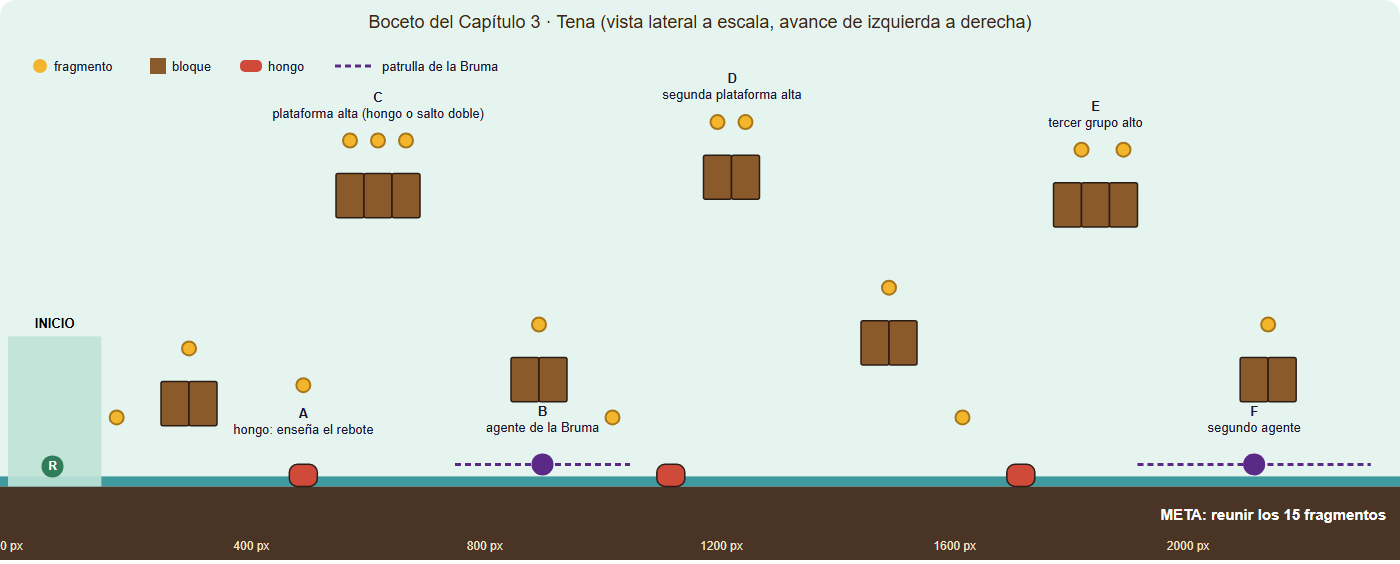 Boceto del Capítulo 3 · Tena (vista lateral a escala, avance de izquierda a derecha)
fragmento
bloque
hongo
patrulla de la Bruma
C
plataforma alta (hongo o salto doble)
D
segunda plataforma alta
E
tercer grupo alto
INICIO
R
A
hongo: enseña el rebote
B
agente de la Bruma
F
segundo agente
META: reunir los 15 fragmentos
0 px
400 px
800 px
1200 px
1600 px
2000 px